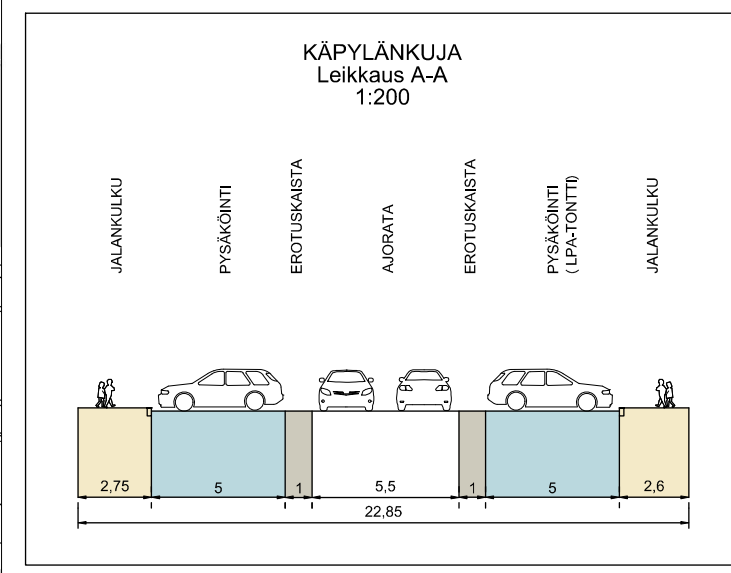 KÄPYLÄNKUJA
Leikkaus A-A
1:200
JALANKULKU
PYSÄKÖINTI
EROTUSKAISTA
AJORATA
EROTUSKAISTA
PYSÄKÖINTI
(LPA-TONTTI)
JALANKULKU
2,75
5
1
5,5
1
5
2,6
22,85